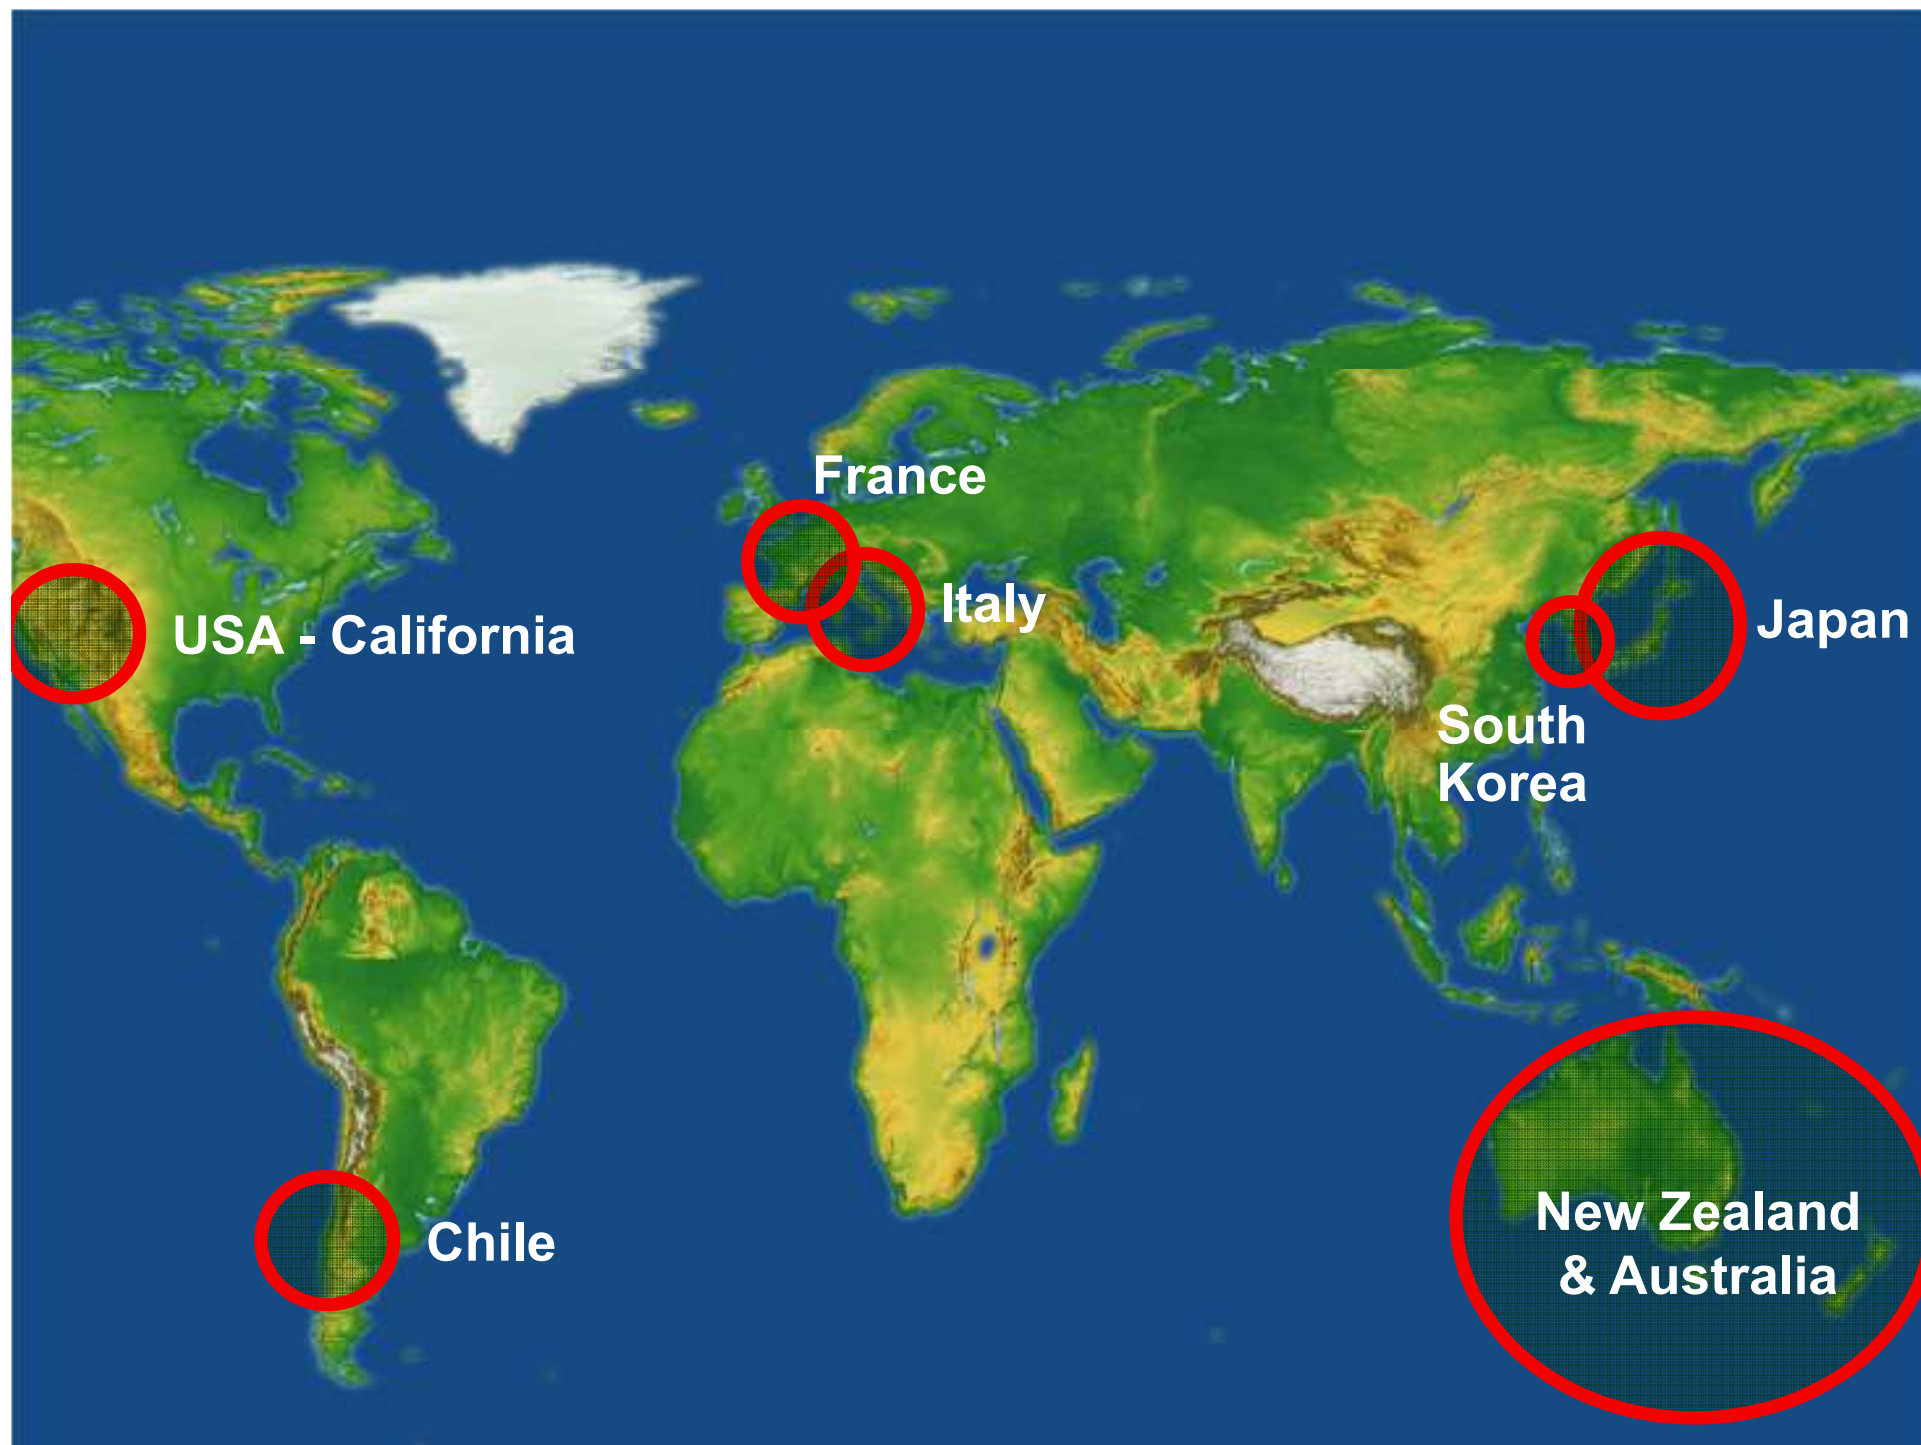 France
Italy
USA - California
Japan
South
Korea
New Zealand
& Australia
Chile